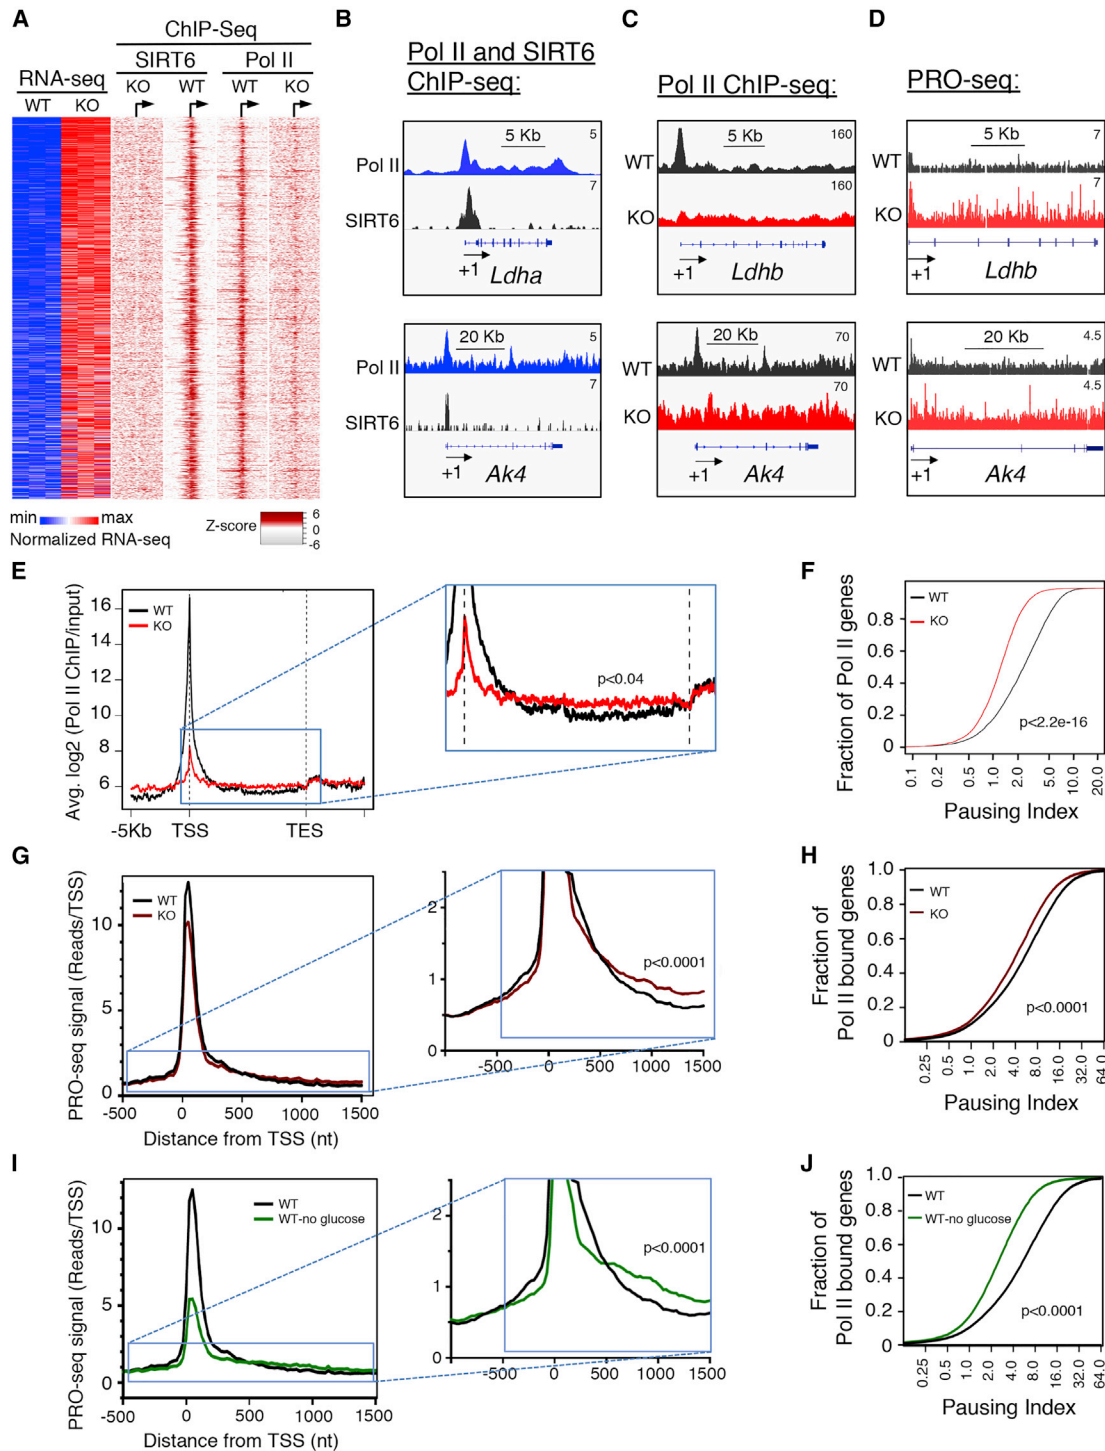 A
ChIP-Seq
SIRT6 Pol II
RNA-seq
WT KO KO WT WT KO
min max
Normalized RNA-seq
Z-score
6
0
-6
B
Pol II and SIRT6
ChIP-seq:
5 Kb 5
Pol II
7
SIRT6
+1 Ldha
20 Kb 5
Pol II
7
SIRT6
+1 Ak4
C
Pol II ChIP-seq:
5 Kb 160
WT
160
KO
+1 Ldhb
20 Kb 70
WT
70
KO
+1 Ak4
D
PRO-seq:
5 Kb 7
WT
7
KO
+1 Ldhb
4.5
WT 20 Kb
4.5
KO
+1 Ak4
E
Avg. log2 (Pol II ChIP/input)
16
14
12
10
8
6
WT
KO
-5Kb TSS TES
p<0.04
F
Fraction of Pol II genes
0.8
0.6
0.4
0.2
0
WT
KO
p<2.2e-16
0.1 0.2 0.5 1.0 2.0 5.0 10.0 20.0
Pausing Index
G
PRO-seq signal (Reads/TSS)
10
5
0
WT
KO
-500 0 500 1000 1500
Distance from TSS (nt)
2
1
0
p<0.0001
-500 0 500 1000 1500
H
Fraction of
Pol II bound genes
1.0
0.8
0.6
0.4
0.2
0
WT
KO
p<0.0001
0.25 0.5 1.0 2.0 4.0 8.0 16.0 32.0 64.0
Pausing Index
I
PRO-seq signal (Reads/TSS)
10
5
0
WT
WT-no glucose
-500 0 500 1000 1500
Distance from TSS (nt)
2
1
0
p<0.0001
-500 0 500 1000 1500
J
Fraction of
Pol II bound genes
1.0
0.8
0.6
0.4
0.2
0
WT
WT-no glucose
p<0.0001
0.25 0.5 1.0 2.0 4.0 8.0 16.0 32.0 64.0
Pausing Index